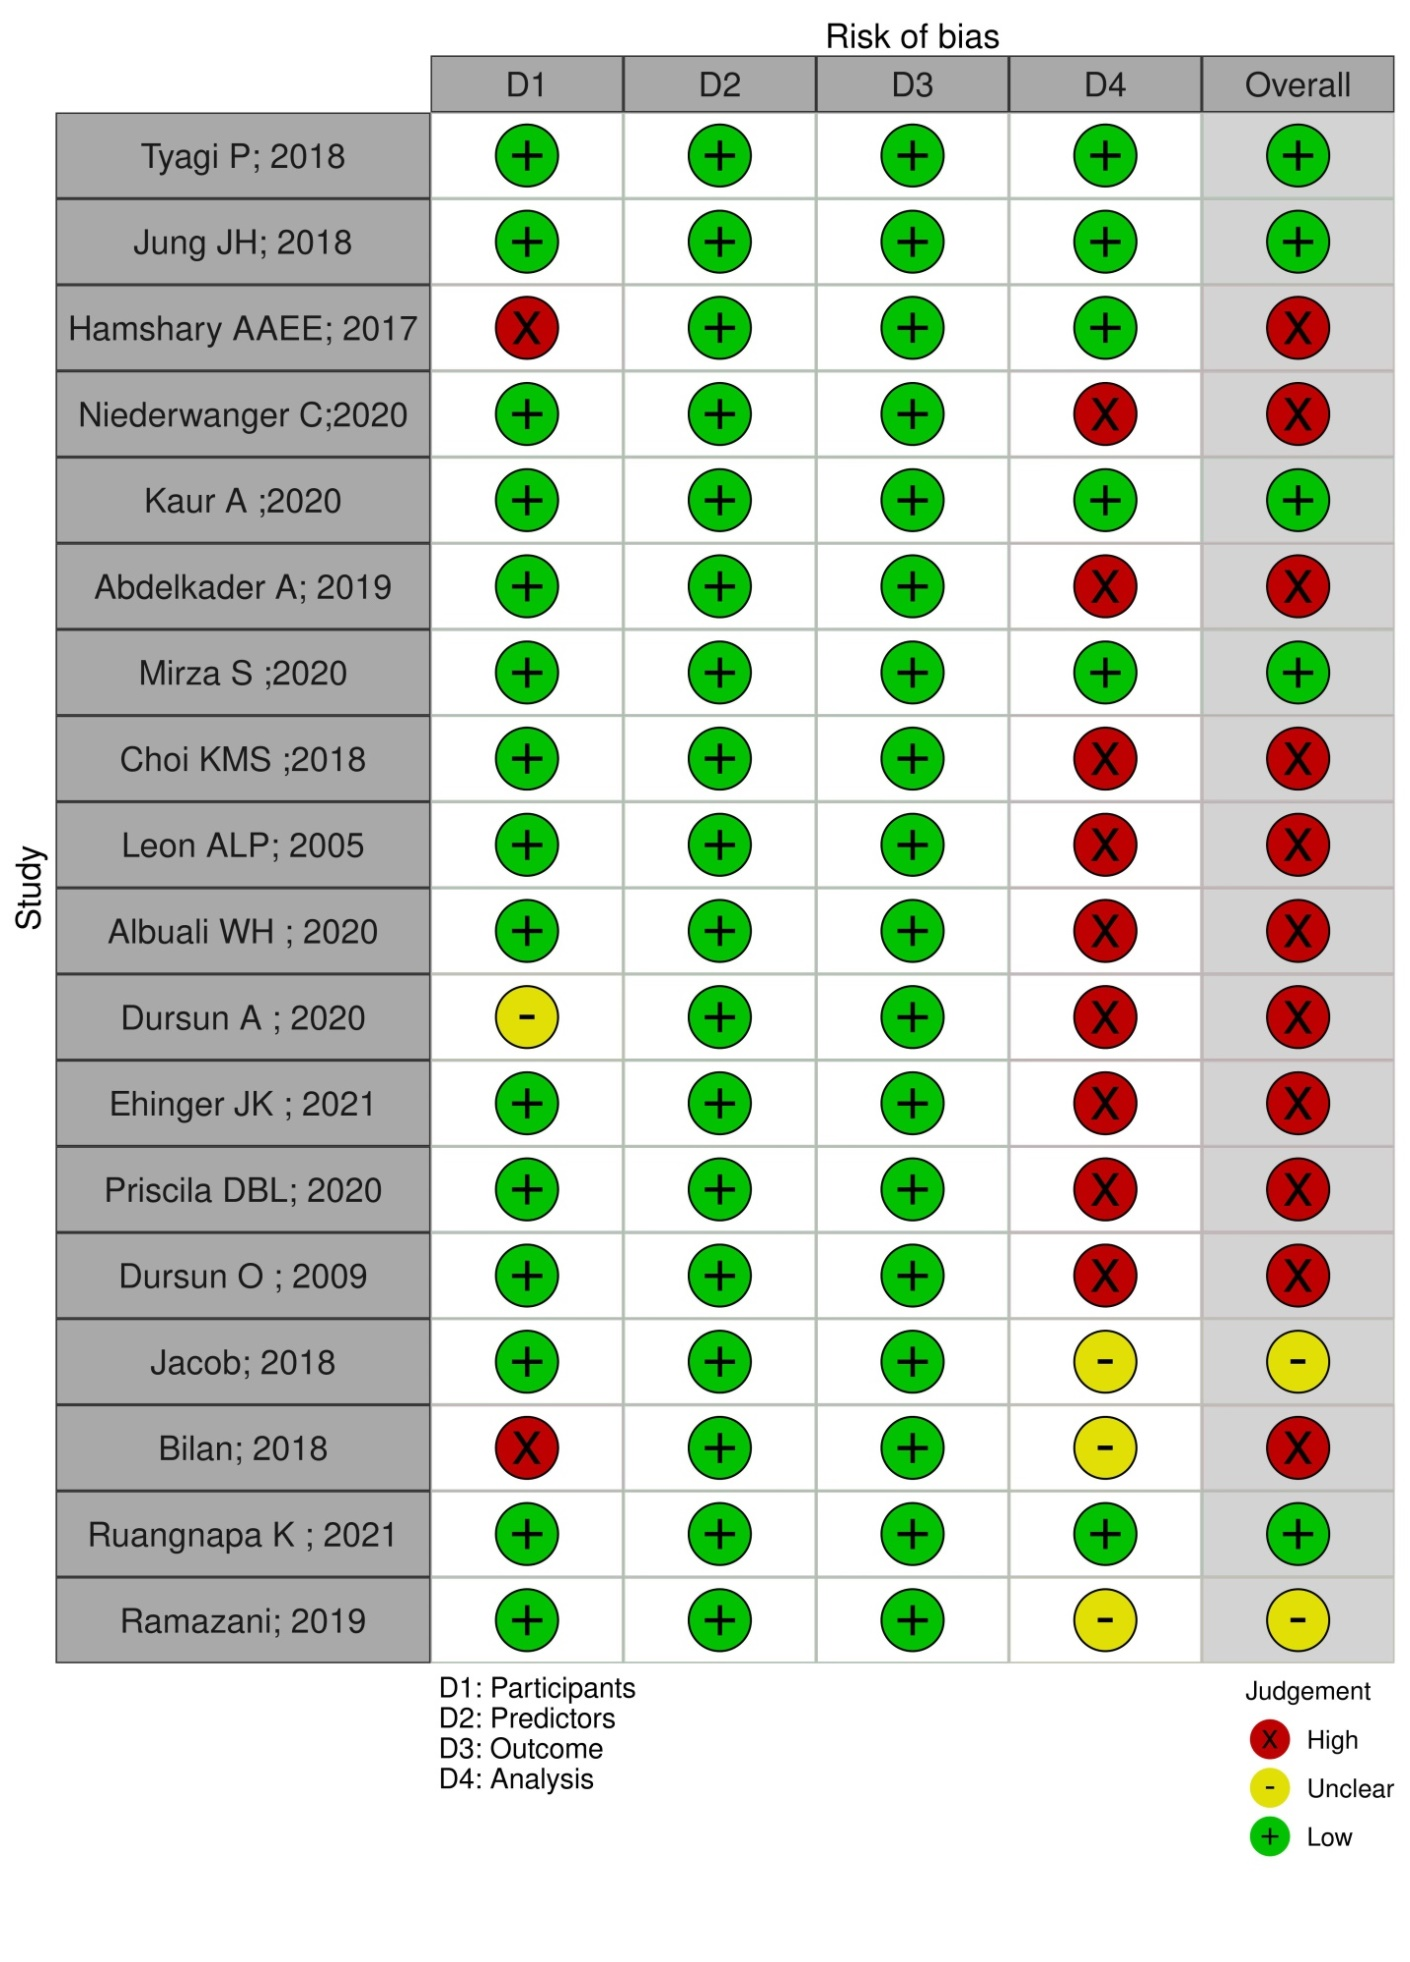 Risk of bias
D1 D2 D3 D4 Overall
Study
Tyagi P; 2018 + + + + +
Jung JH; 2018 + + + + +
Hamshary AAEE; 2017 X + + + X
Niederwanger C;2020 + + + X X
Kaur A ;2020 + + + + +
Abdelkader A; 2019 + + + X X
Mirza S ;2020 + + + + +
Choi KMS ;2018 + + + X X
Leon ALP; 2005 + + + X X
Albuali WH ; 2020 + + + X X
Dursun A ; 2020 - + + X X
Ehinger JK ; 2021 + + + X X
Priscila DBL; 2020 + + + X X
Dursun O ; 2009 + + + X X
Jacob; 2018 + + + - -
Bilan; 2018 X + + - X
Ruangnapa K ; 2021 + + + + +
Ramazani; 2019 + + + - -
D1: Participants
D2: Predictors
D3: Outcome
D4: Analysis
Judgement
X High
- Unclear
+ Low